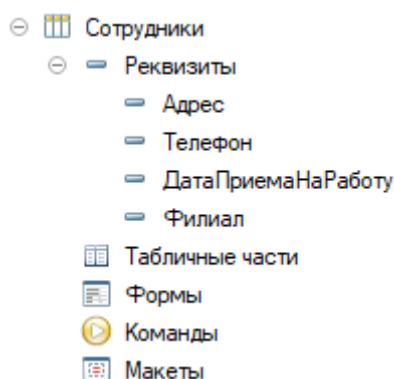 Сотрудники
Реквизиты
Адрес
Телефон
ДатаПриемаНаРаботу
Филиал
Табличные части
Формы
Команды
Макеты